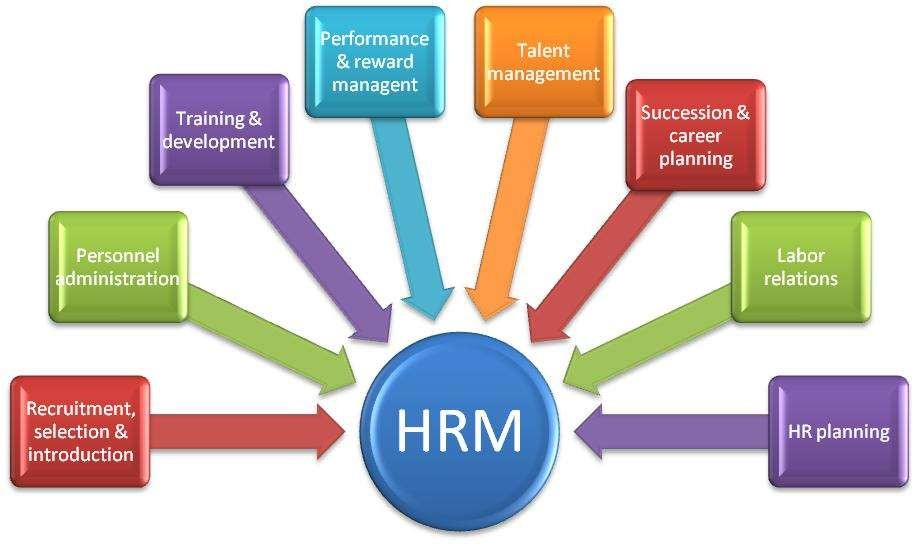 Performance
& reward
managent
Talent
management
Training &
development
Succession &
career
planning
Personnel
administration
Labor
relations
Recruitment,
selection &
introduction
HRM
HR planning